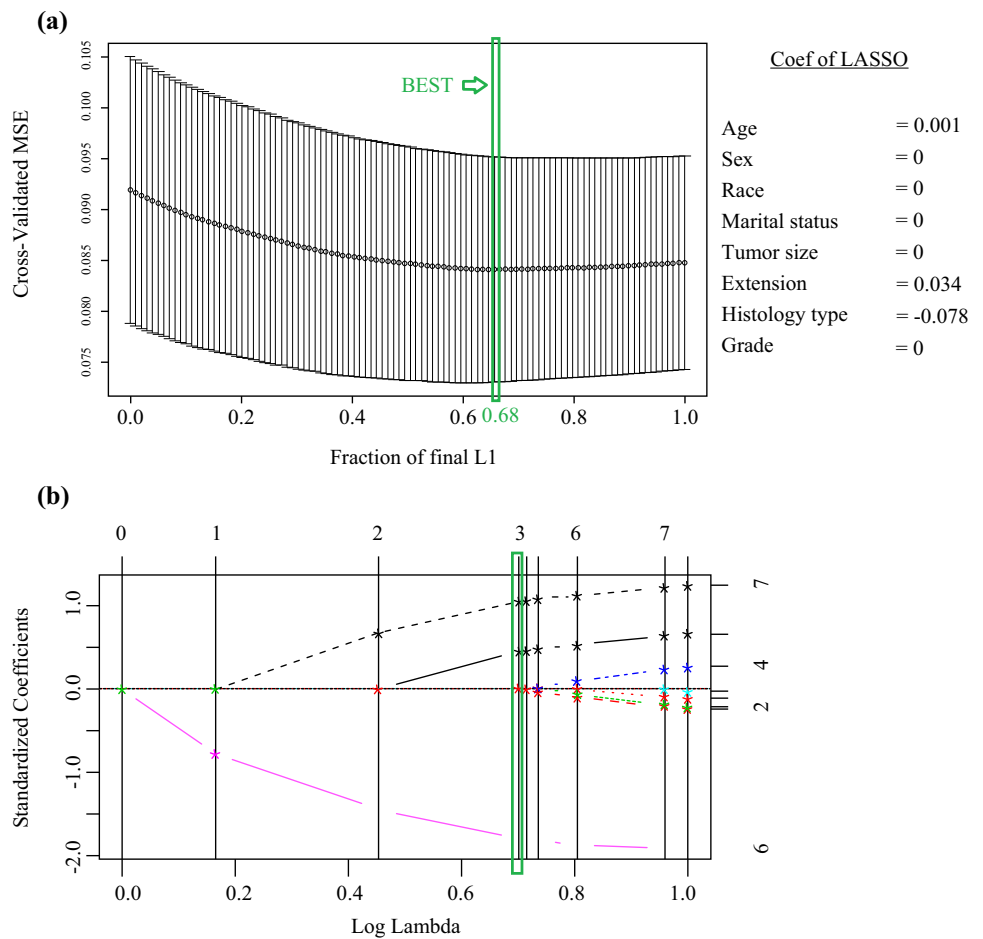 (a)
Cross-Validated MSE
0.105
0.100
0.095
0.090
0.085
0.080
0.075
BEST
0.0 0.2 0.4 0.6 0.68 0.8 1.0
Fraction of final L1
Coef of LASSO
Age = 0.001
Sex = 0
Race = 0
Marital status = 0
Tumor size = 0
Extension = 0.034
Histology type = -0.078
Grade = 0
(b)
0 1 2 3 6 7
Standardized Coefficients
1.0
0.0
-1.0
-2.0
7
4
2
6
0.0 0.2 0.4 0.6 0.8 1.0
Log Lambda